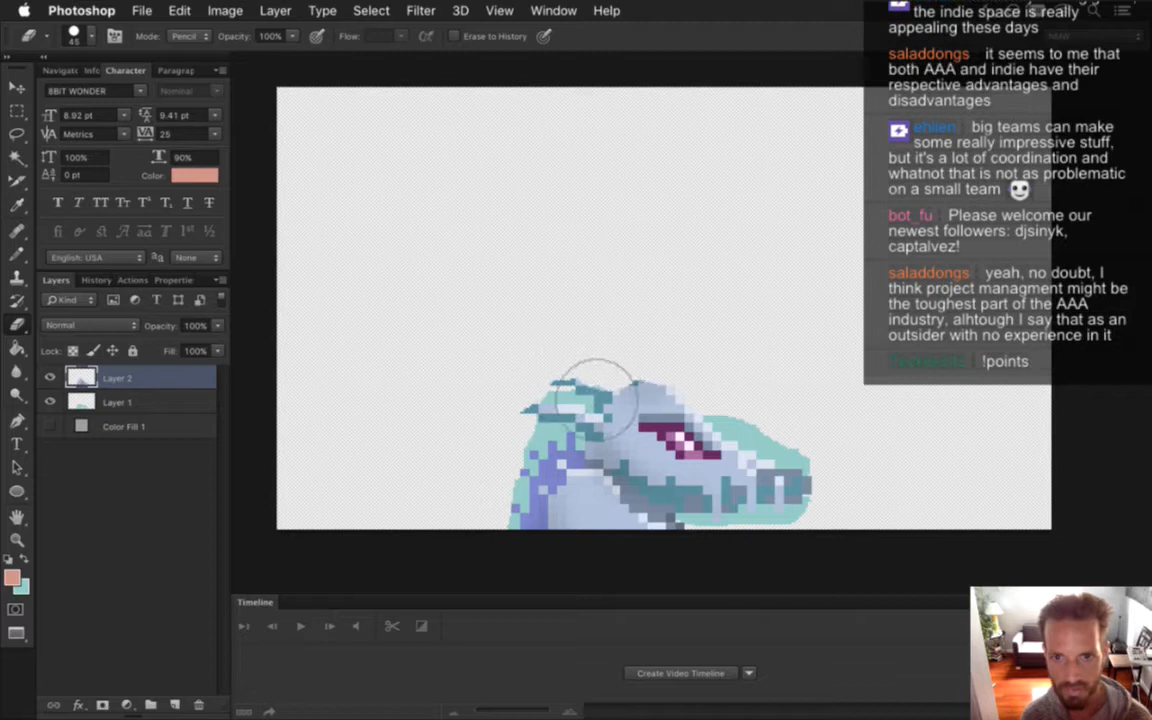 Photoshop File Edit Image Layer Type Select Filter 3D View Window Help
45 Mode: Pencil Opacity: 100% Flow: Erase to History
Navigato Info Character Paragrap
8BIT WONDER Nominal
8.92 pt 9.41 pt
Metrics 25
100% 90%
0 pt Color:
English: USA None
Layers History Actions Propertie
Kind
Normal Opacity: 100%
Lock: Fill: 100%
Layer 2
Layer 1
Color Fill 1
Timeline
Create Video Timeline
the indie space is really
appealing these days
saladdongs it seems to me that
both AAA and indie have their
respective advantages and
disadvantages
ehlien big teams can make
some really impressive stuff,
but it's a lot of coordination and
whatnot that is not as problematic
on a small team
bot_fu Please welcome our
newest followers: djsinyk,
captalvez!
saladdongs yeah, no doubt, I
think project managment might be
the toughest part of the AAA
industry, alhtough I say that as an
outsider with no experience in it
!points